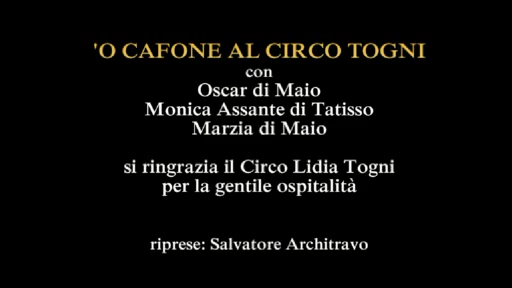 'O CAFONE AL CIRCO TOGNI
con
Oscar di Maio
Monica Assante di Tatisso
Marzia di Maio
si ringrazia il Circo Lidia Togni
per la gentile ospitalità
riprese: Salvatore Architravo